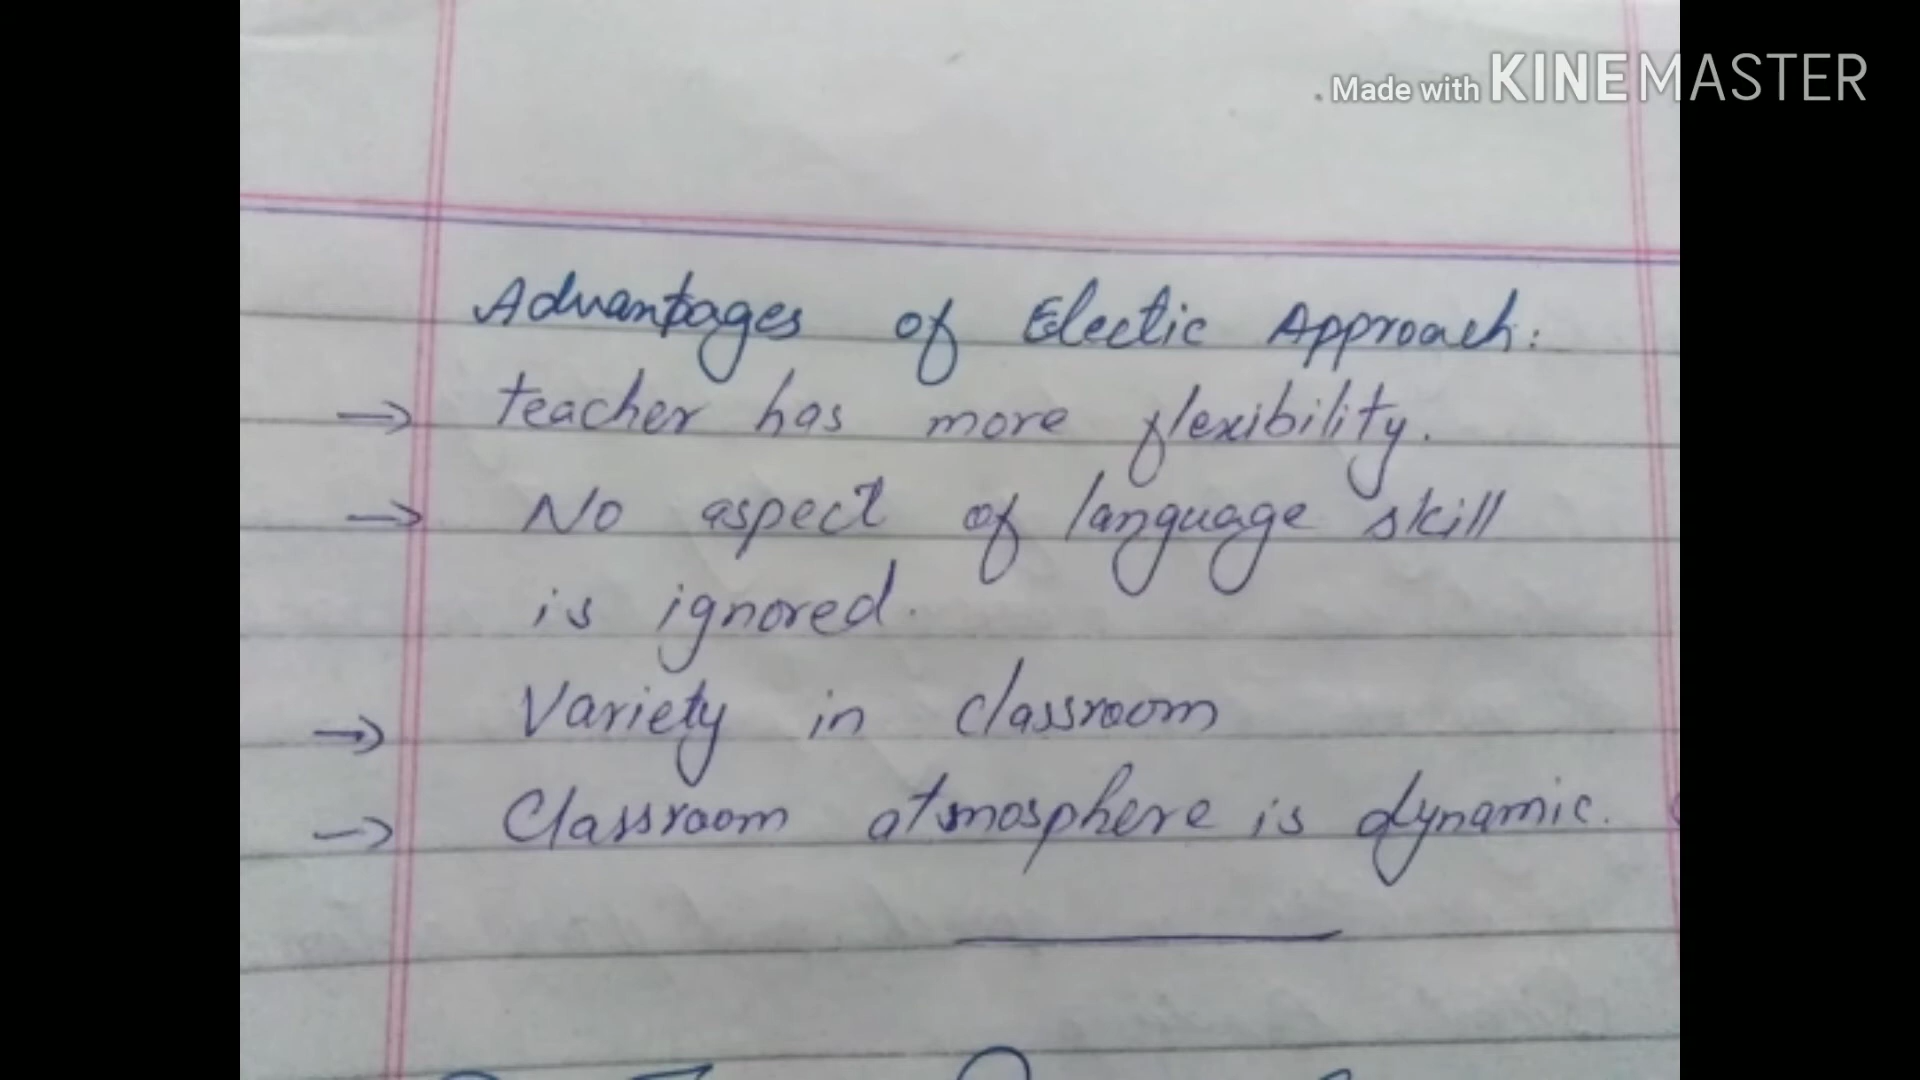 Made with KINEMASTER
Advantages of Electic Approach:
→ teacher has more flexibility.
→ No aspect of language skill
is ignored.
→ Variety in classroom
→ Classroom atmosphere is dynamic.